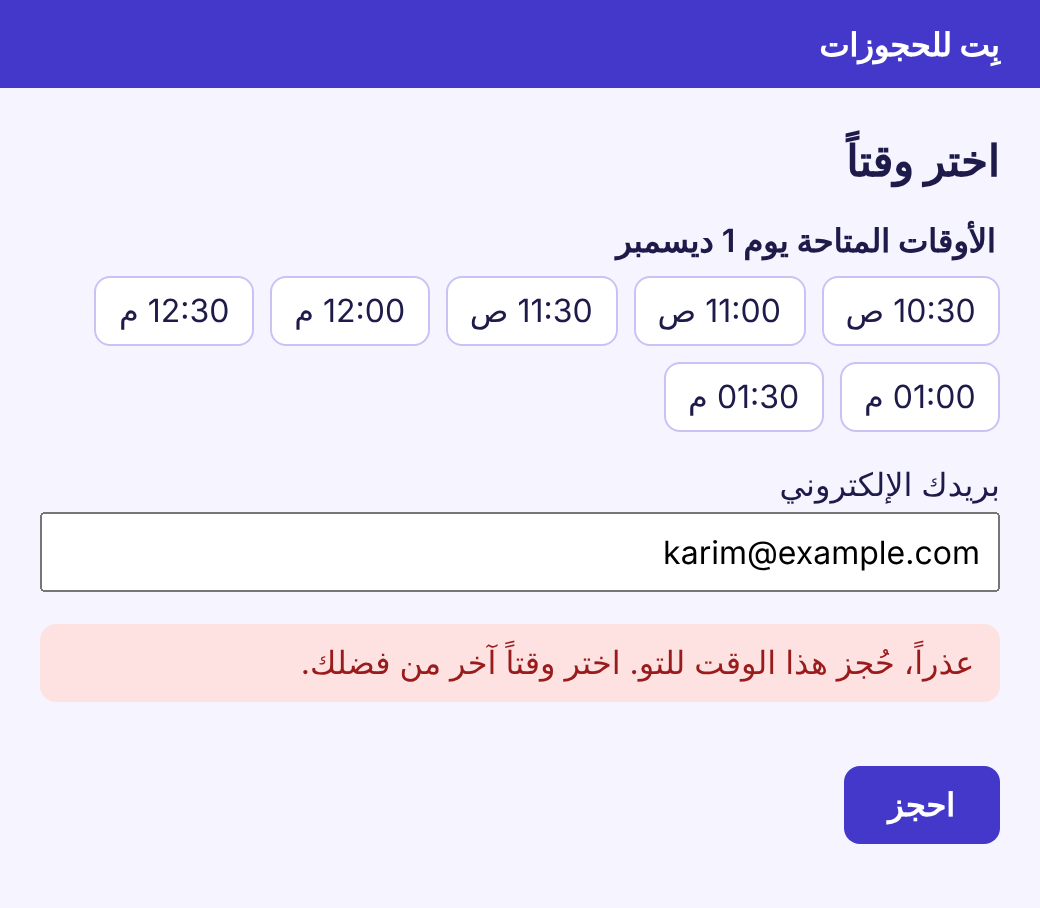 بِت للحجوزات
اختر وقتاً
الأوقات المتاحة يوم 1 ديسمبر
10:30 ص 11:00 ص 11:30 ص 12:00 م 12:30 م
01:00 م 01:30 م
بريدك الإلكتروني
karim@example.com
عذراً، حُجز هذا الوقت للتو. اختر وقتاً آخر من فضلك.
احجز